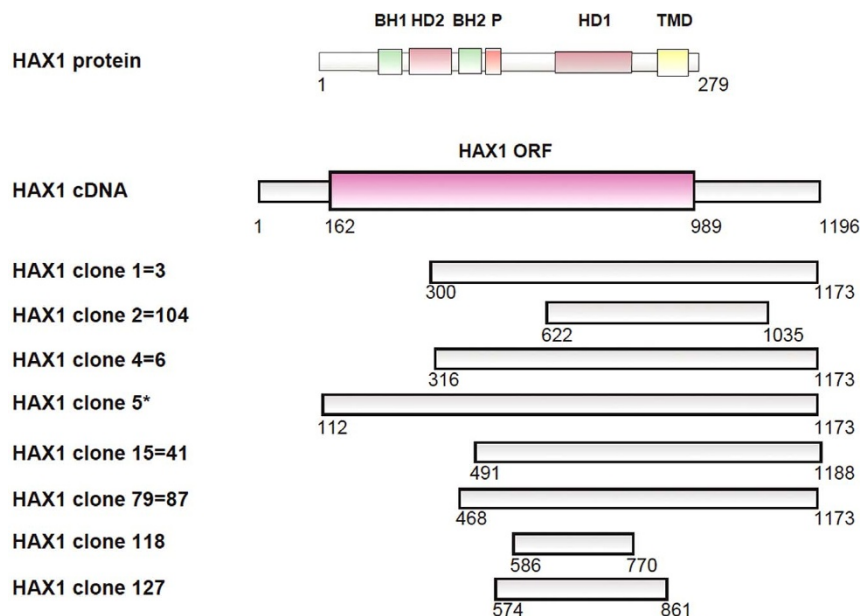 BH1 HD2 BH2 P HD1 TMD
HAX1 protein
1 279
HAX1 ORF
HAX1 cDNA
1 162 989 1196
HAX1 clone 1=3
300 1173
HAX1 clone 2=104
622 1035
HAX1 clone 4=6
316 1173
HAX1 clone 5*
112 1173
HAX1 clone 15=41
491 1188
HAX1 clone 79=87
468 1173
HAX1 clone 118
586 770
HAX1 clone 127
574 861